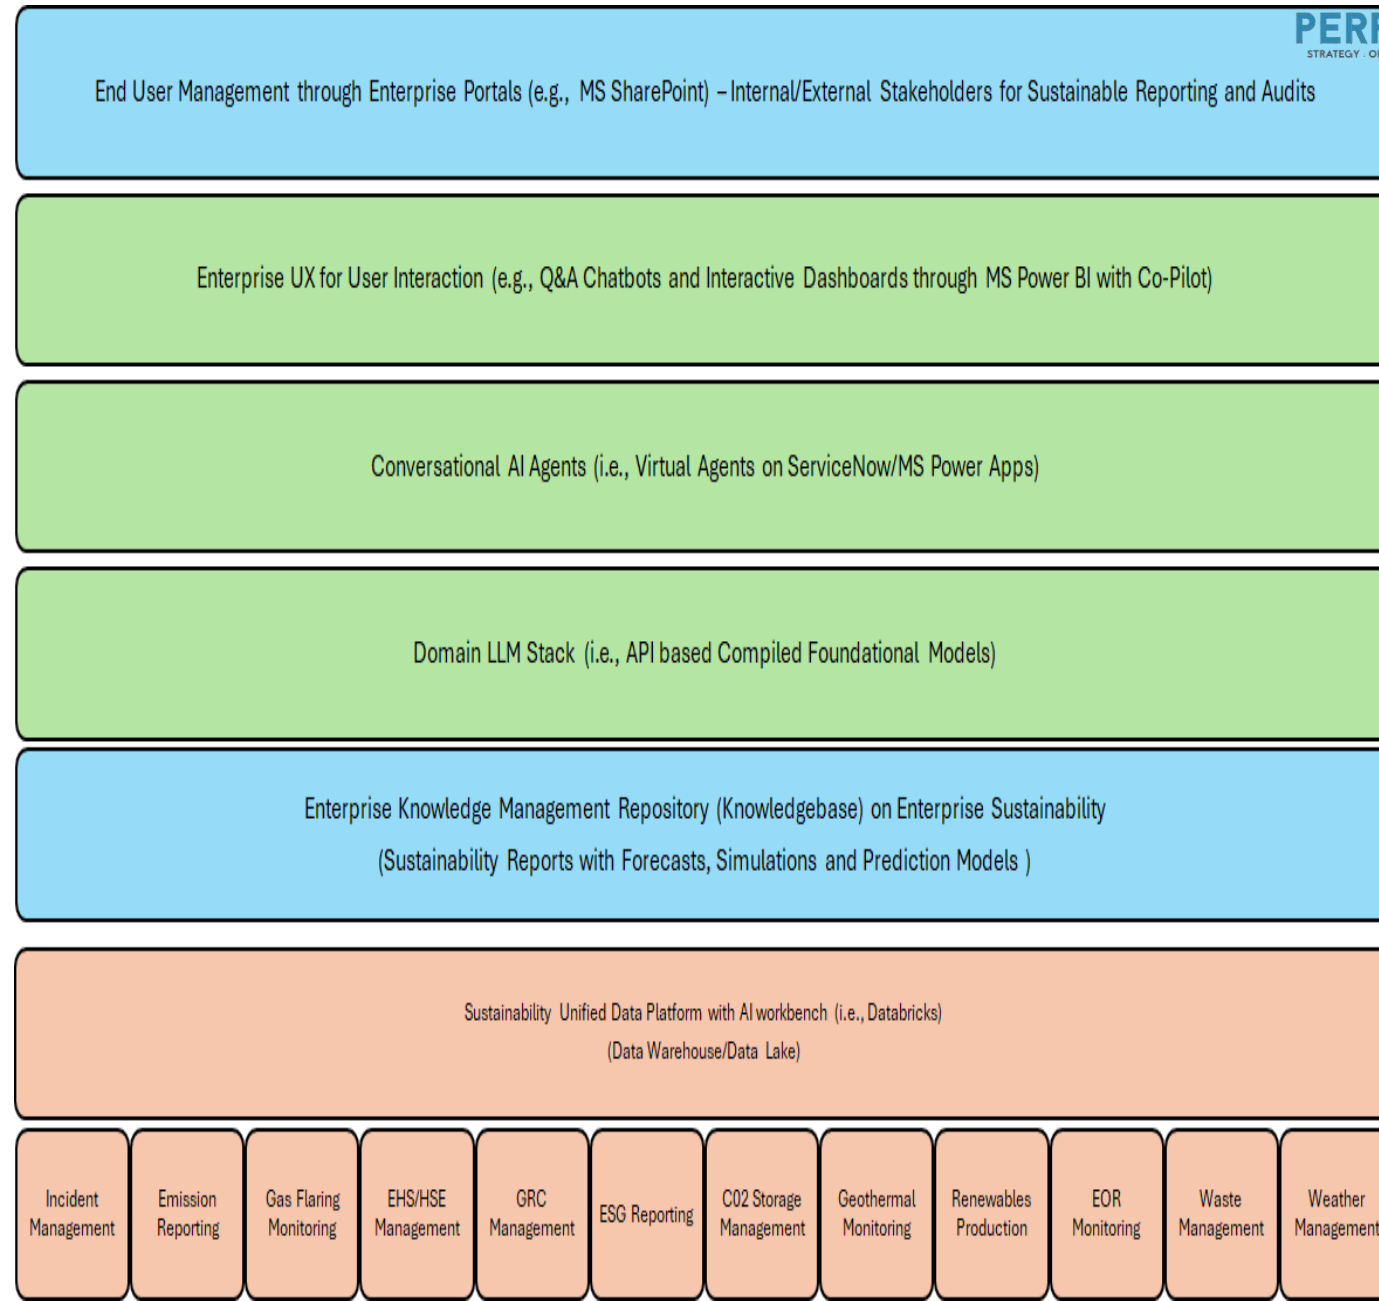 End User Management through Enterprise Portals (e.g., MS SharePoint) – Internal/External Stakeholders for Sustainable Reporting and Audits
Enterprise UX for User Interaction (e.g., Q&A Chatbots and Interactive Dashboards through MS Power BI with Co-Pilot)
Conversational AI Agents (i.e., Virtual Agents on ServiceNow/MS Power Apps)
Domain LLM Stack (i.e., API based Compiled Foundational Models)
Enterprise Knowledge Management Repository (Knowledgebase) on Enterprise Sustainability
(Sustainability Reports with Forecasts, Simulations and Prediction Models )
Sustainability Unified Data Platform with AI workbench (i.e., Databricks)
(Data Warehouse/Data Lake)
Incident
Management
Emission
Reporting
Gas Flaring
Monitoring
EHS/HSE
Management
GRC
Management
ESG Reporting
C02 Storage
Management
Geothermal
Monitoring
Renewables
Production
EOR
Monitoring
Waste
Management
Weather
Management
STRATEGY